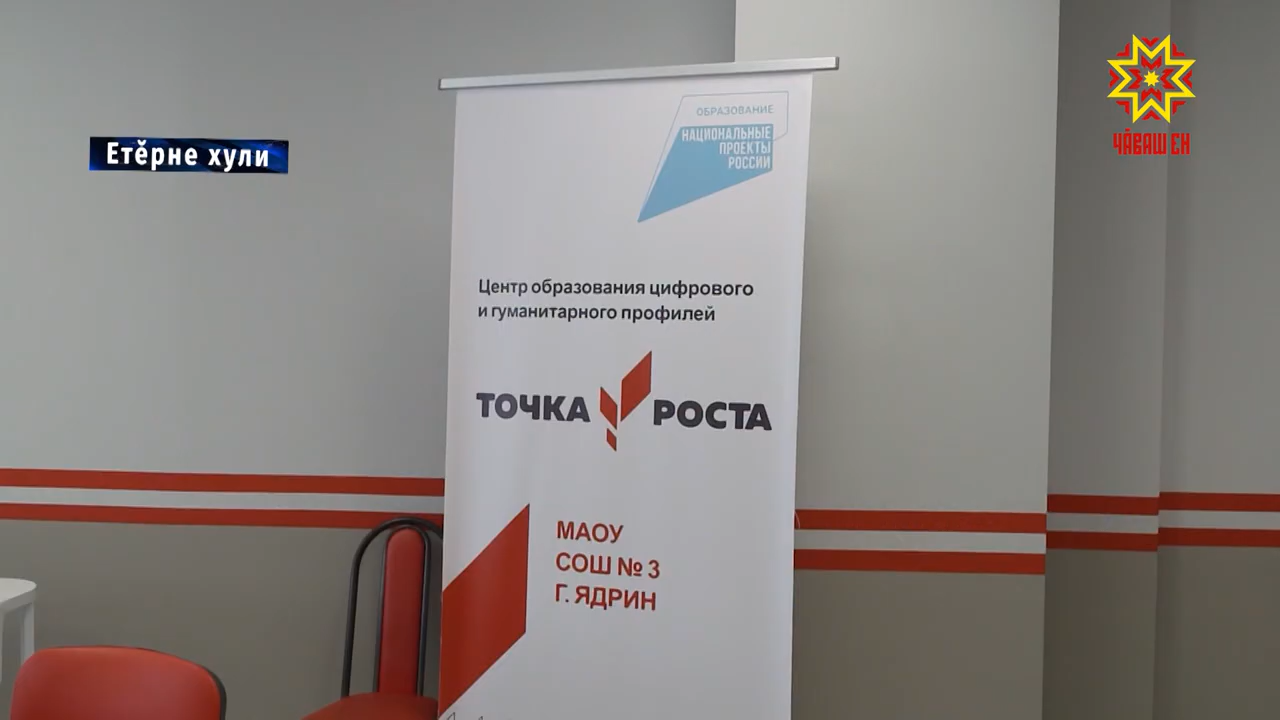 Етӗрне хули
ЧӐВАШ ЕН
ОБРАЗОВАНИЕ
НАЦИОНАЛЬНЫЕ
ПРОЕКТЫ
РОССИИ
Центр образования цифрового
и гуманитарного профилей
ТОЧКА РОСТА
МАОУ
СОШ № 3
Г. ЯДРИН